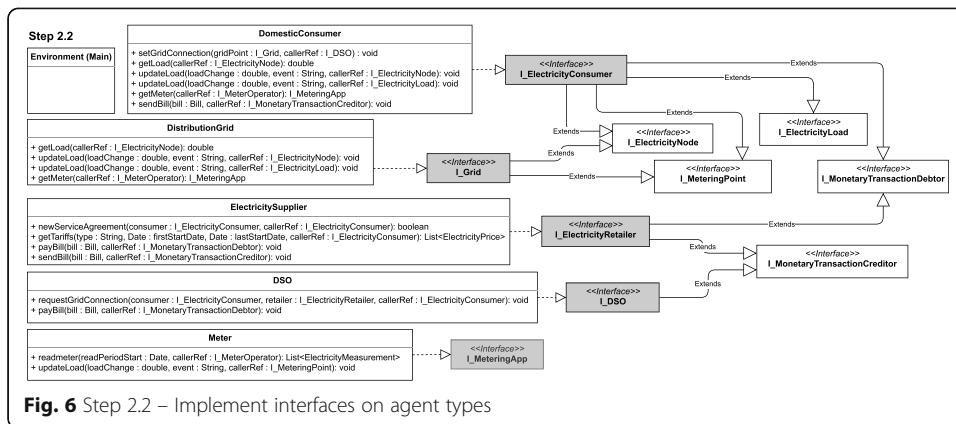 Step 2.2
Environment (Main)
DomesticConsumer
+ setGridConnection(gridPoint : I_Grid, callerRef : I_DSO) : void
+ getLoad(callerRef : I_ElectricityNode): double
+ updateLoad(loadChange : double, event : String, callerRef : I_ElectricityNode): void
+ updateLoad(loadChange : double, event : String, callerRef : I_ElectricityLoad): void
+ getMeter(callerRef : I_MeterOperator): I_MeteringApp
+ sendBill(bill : Bill, callerRef : I_MonetaryTransactionCreditor): void
<<Interface>>
I_ElectricityConsumer
Extends
Extends
<<Interface>>
I_ElectricityLoad
DistributionGrid
+ getLoad(callerRef : I_ElectricityNode): double
+ updateLoad(loadChange : double, event : String, callerRef : I_ElectricityNode): void
+ updateLoad(loadChange : double, event : String, callerRef : I_ElectricityLoad): void
+ getMeter(callerRef : I_MeterOperator): I_MeteringApp
<<Interface>>
I_Grid
Extends
Extends
Extends
<<Interface>>
I_ElectricityNode
Extends
<<Interface>>
I_MeteringPoint
<<Interface>>
I_MonetaryTransactionDebtor
ElectricitySupplier
+ newServiceAgreement(consumer : I_ElectricityConsumer, callerRef : I_ElectricityConsumer): boolean
+ getTariffs(type : String, Date : firstStartDate, Date : lastStartDate, callerRef : I_ElectricityConsumer): List<ElectricityPrice>
+ payBill(bill : Bill, callerRef : I_MonetaryTransactionDebtor): void
+ sendBill(bill : Bill, callerRef : I_MonetaryTransactionCreditor): void
<<Interface>>
I_ElectricityRetailer
Extends
Extends
<<Interface>>
I_MonetaryTransactionCreditor
DSO
+ requestGridConnection(consumer : I_ElectricityConsumer, retailer : I_ElectricityRetailer, callerRef : I_ElectricityConsumer): void
+ payBill(bill : Bill, callerRef : I_MonetaryTransactionDebtor): void
<<Interface>>
I_DSO
Extends
Meter
+ readmeter(readPeriodStart : Date, callerRef : I_MeterOperator): List<ElectricityMeasurement>
+ updateLoad(loadChange : double, event : String, callerRef : I_MeteringPoint): void
<<Interface>>
I_MeteringApp
Fig. 6 Step 2.2 – Implement interfaces on agent types